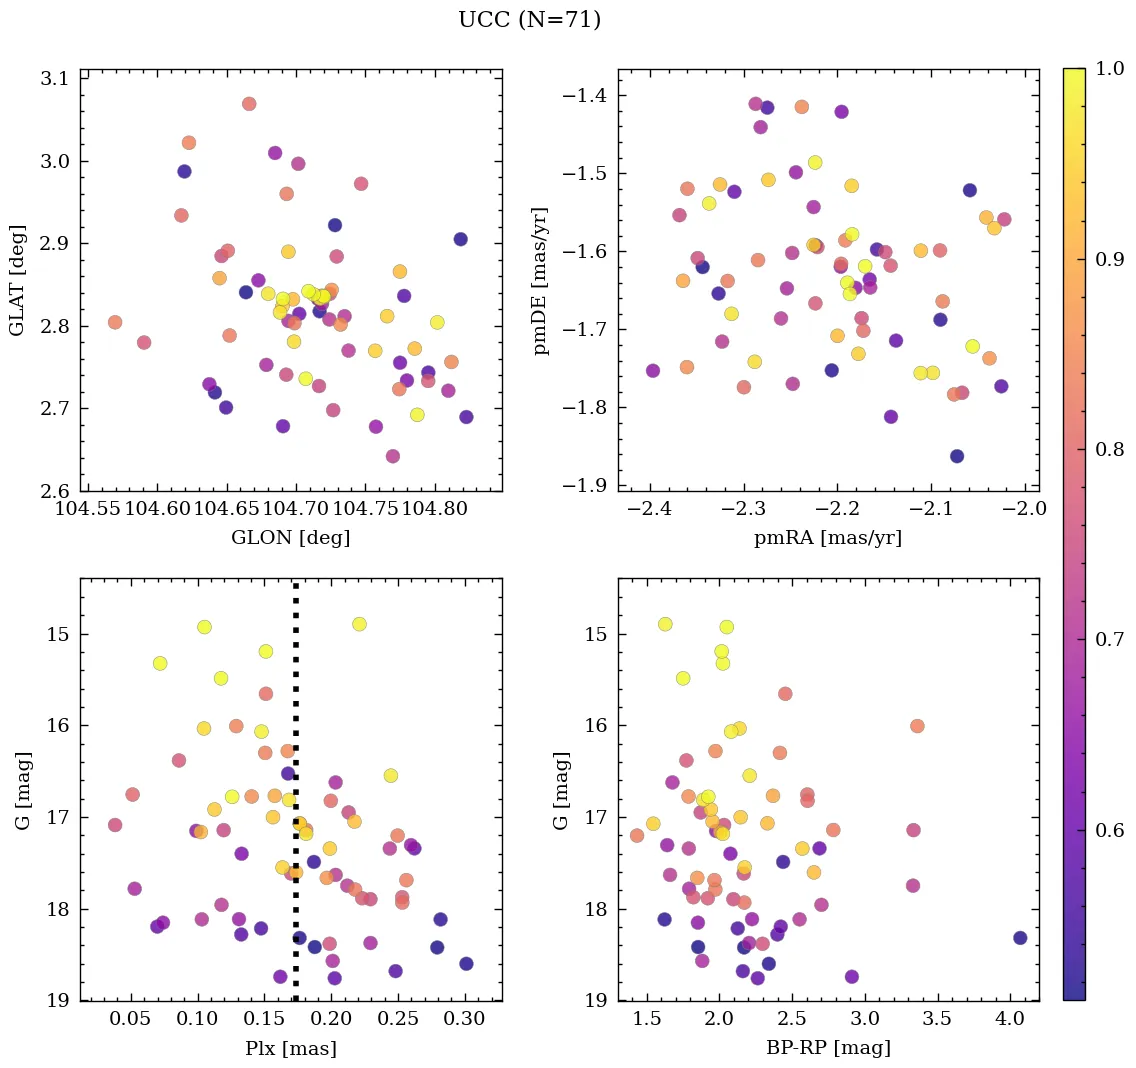 UCC (N=71)
3.1
3.0
2.9
2.8
2.7
2.6
GLAT [deg]
104.55 104.60 104.65 104.70 104.75 104.80
GLON [deg]
−1.4
−1.5
−1.6
−1.7
−1.8
−1.9
pmDE [mas/yr]
−2.4 −2.3 −2.2 −2.1 −2.0
pmRA [mas/yr]
1.0
0.9
0.8
0.7
0.6
15
16
17
18
19
G [mag]
0.05 0.10 0.15 0.20 0.25 0.30
Plx [mas]
15
16
17
18
19
G [mag]
1.5 2.0 2.5 3.0 3.5 4.0
BP-RP [mag]